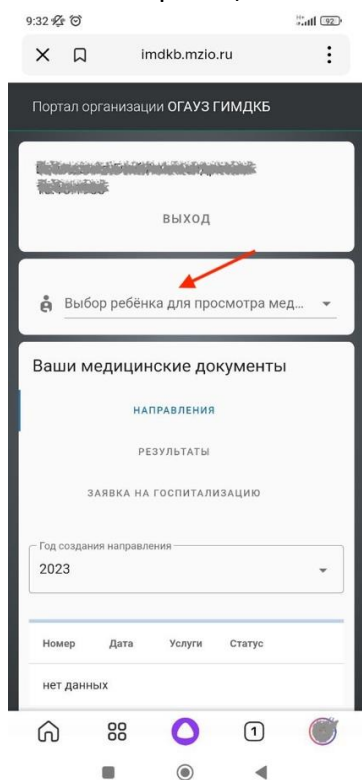 9:32
92
imdkb.mzio.ru
Портал организации ОГАУЗ ГИМДКБ
ВЫХОД
Выбор ребёнка для просмотра мед...
Ваши медицинские документы
НАПРАВЛЕНИЯ
РЕЗУЛЬТАТЫ
ЗАЯВКА НА ГОСПИТАЛИЗАЦИЮ
Год создания направления
2023
Номер Дата Услуги Статус
нет данных
1